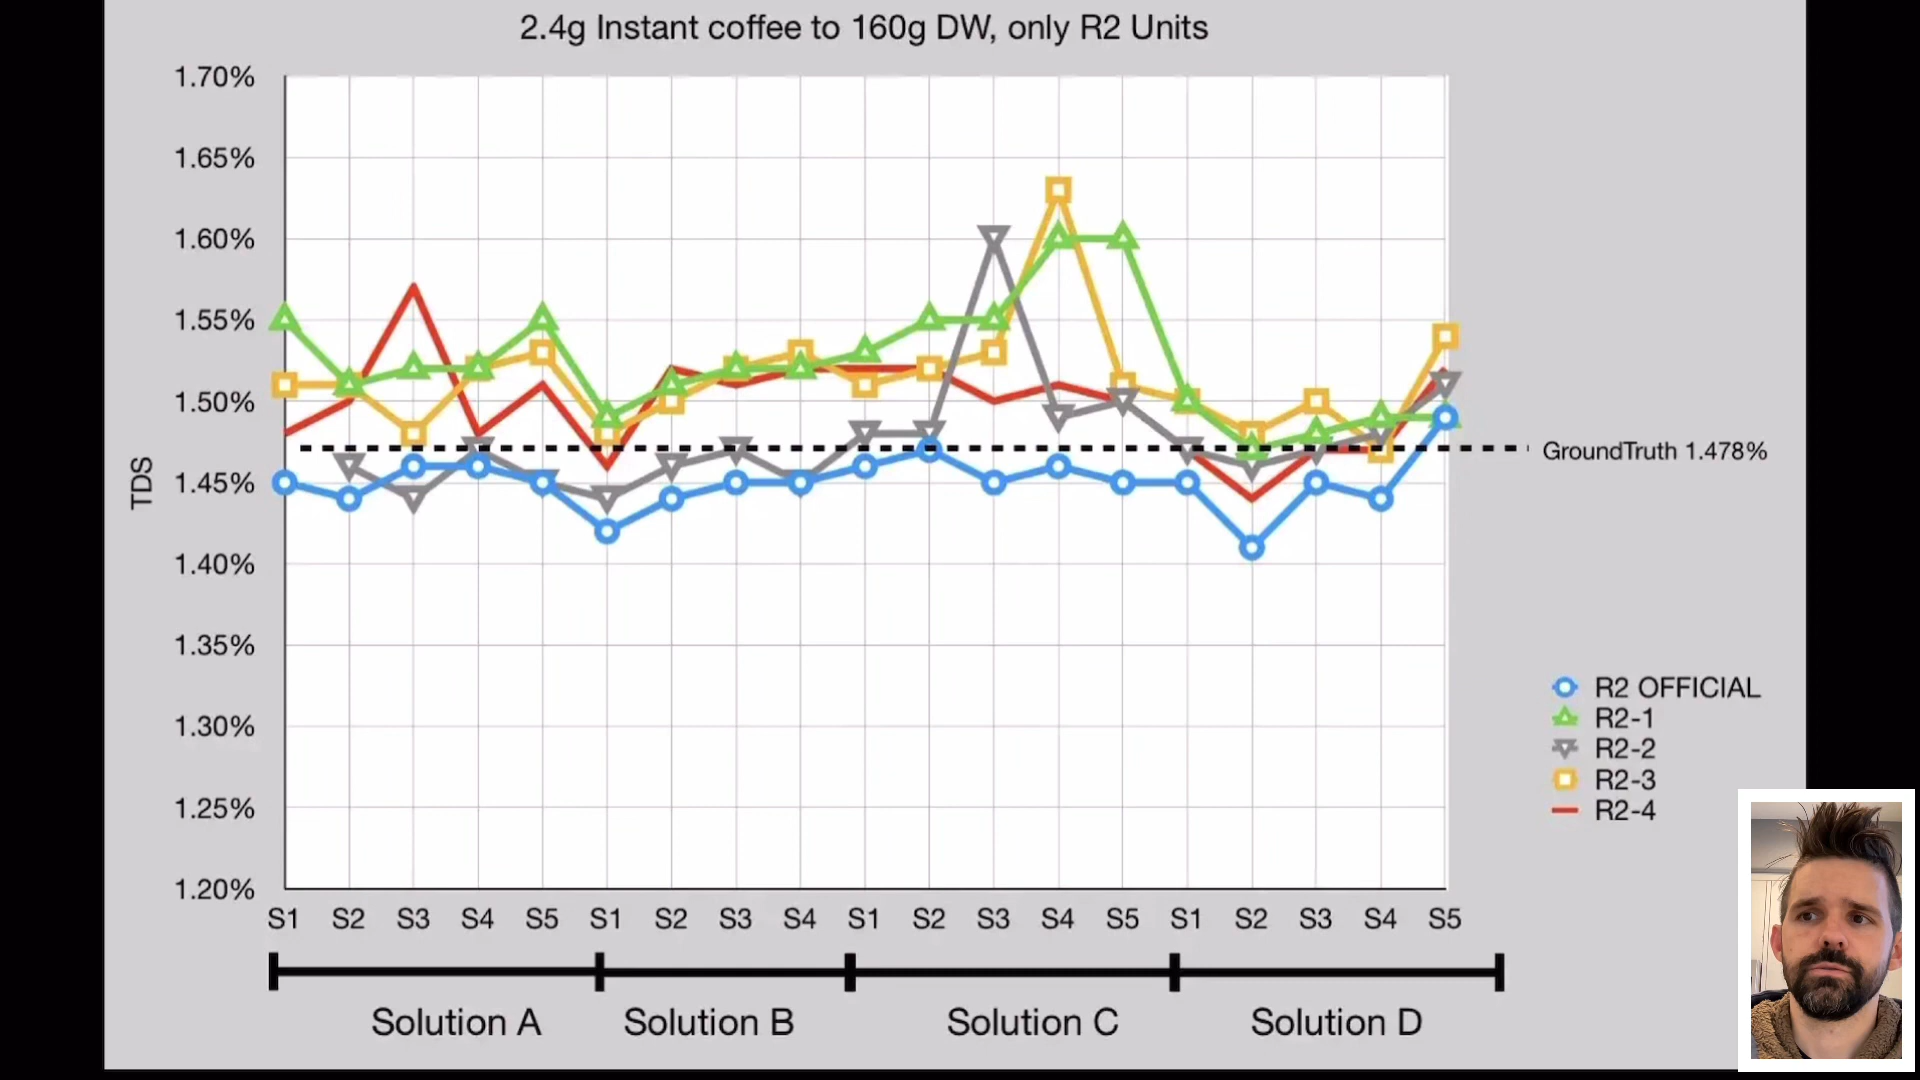 2.4g Instant coffee to 160g DW, only R2 Units
1.70%
1.65%
1.60%
1.55%
1.50%
1.45%
1.40%
1.35%
1.30%
1.25%
1.20%
TDS
GroundTruth 1.478%
R2 OFFICIAL
R2-1
R2-2
R2-3
R2-4
S1 S2 S3 S4 S5 S1 S2 S3 S4 S1 S2 S3 S4 S5 S1 S2 S3 S4 S5
Solution A Solution B Solution C Solution D